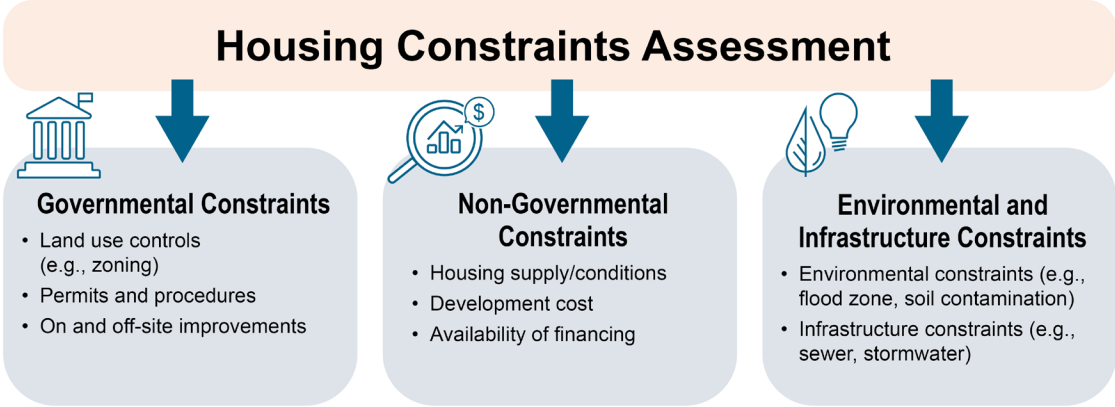 Housing Constraints Assessment
$
Governmental Constraints
• Land use controls
(e.g., zoning)
• Permits and procedures
• On and off-site improvements
Non-Governmental
Constraints
• Housing supply/conditions
• Development cost
• Availability of financing
Environmental and
Infrastructure Constraints
• Environmental constraints (e.g.,
flood zone, soil contamination)
• Infrastructure constraints (e.g.,
sewer, stormwater)